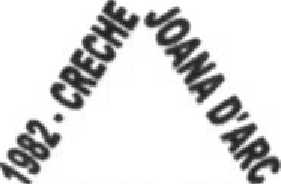 1982 - CRECHE
JOANA D'ARC